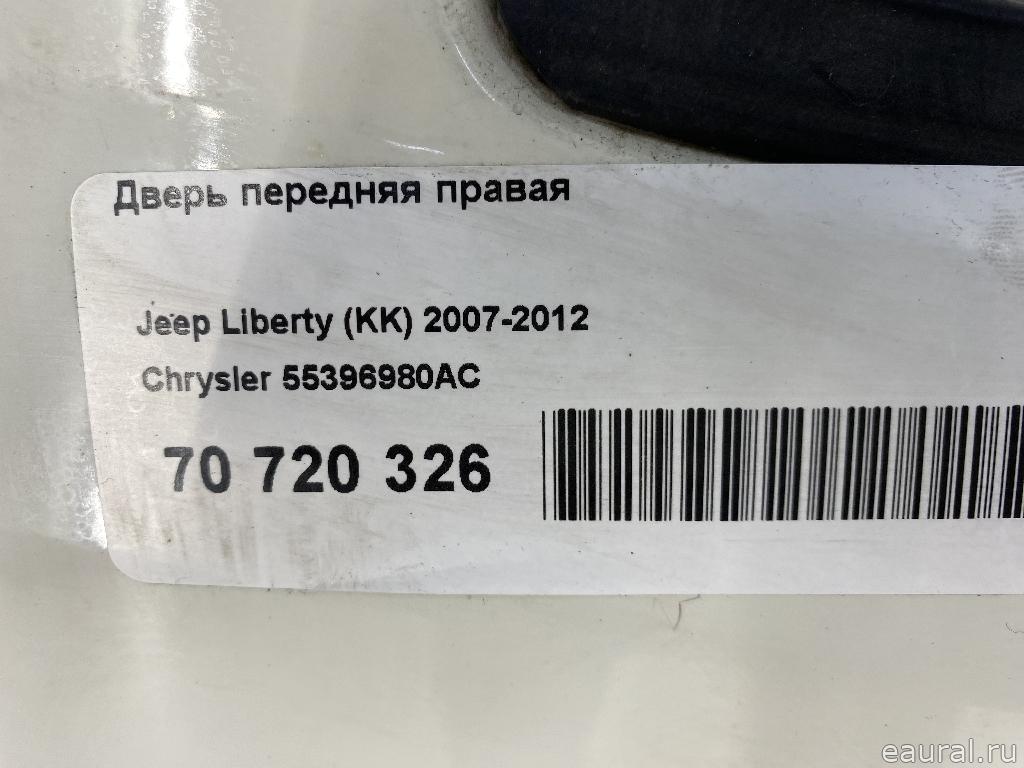 Дверь передняя правая
Jeep Liberty (KK) 2007-2012
Chrysler 55396980AC
70 720 326
eaural.ru